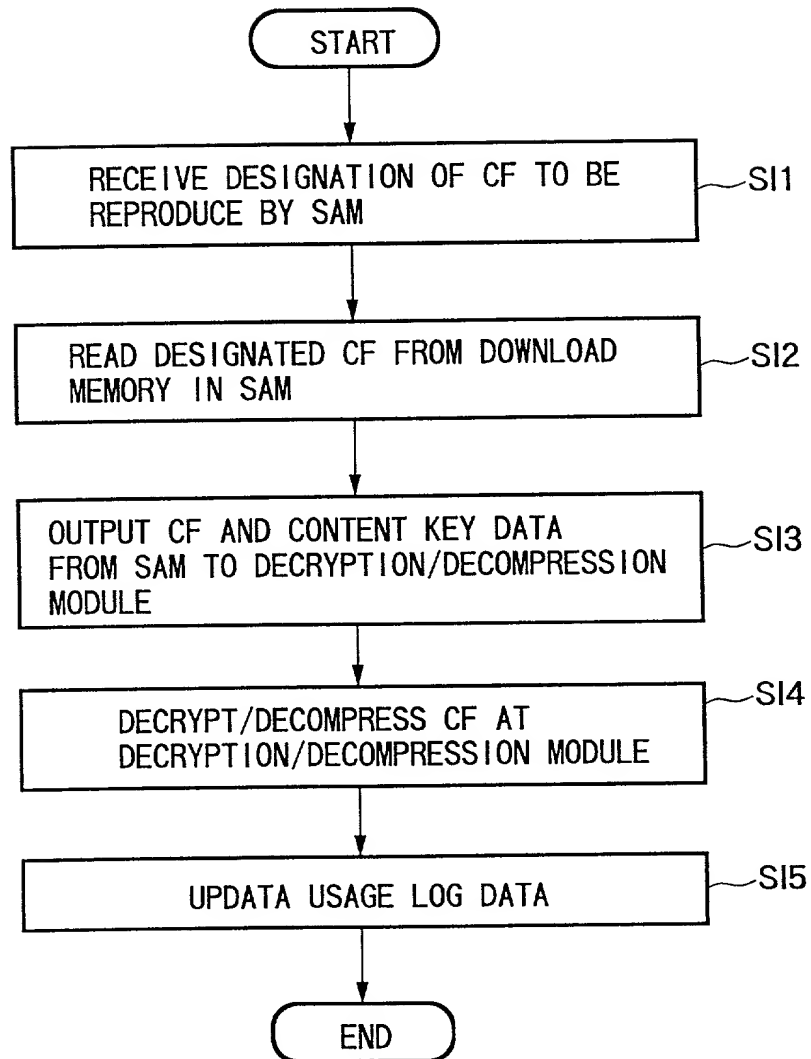 START
RECEIVE DESIGNATION OF CF TO BE
REPRODUCE BY SAM
SI1
READ DESIGNATED CF FROM DOWNLOAD
MEMORY IN SAM
SI2
OUTPUT CF AND CONTENT KEY DATA
FROM SAM TO DECRYPTION/DECOMPRESSION
MODULE
SI3
DECRYPT/DECOMPRESS CF AT
DECRYPTION/DECOMPRESSION MODULE
SI4
UPDATA USAGE LOG DATA
SI5
END